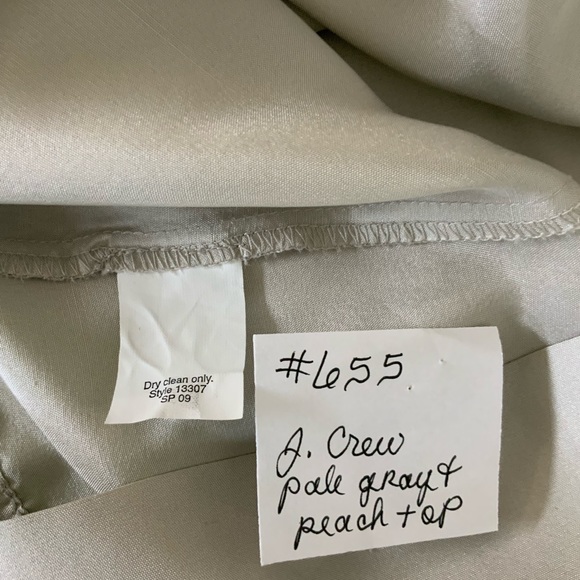 Dry clean only.
Style 13307
SP 09
#655
J. Crew
pale gray &
peach top